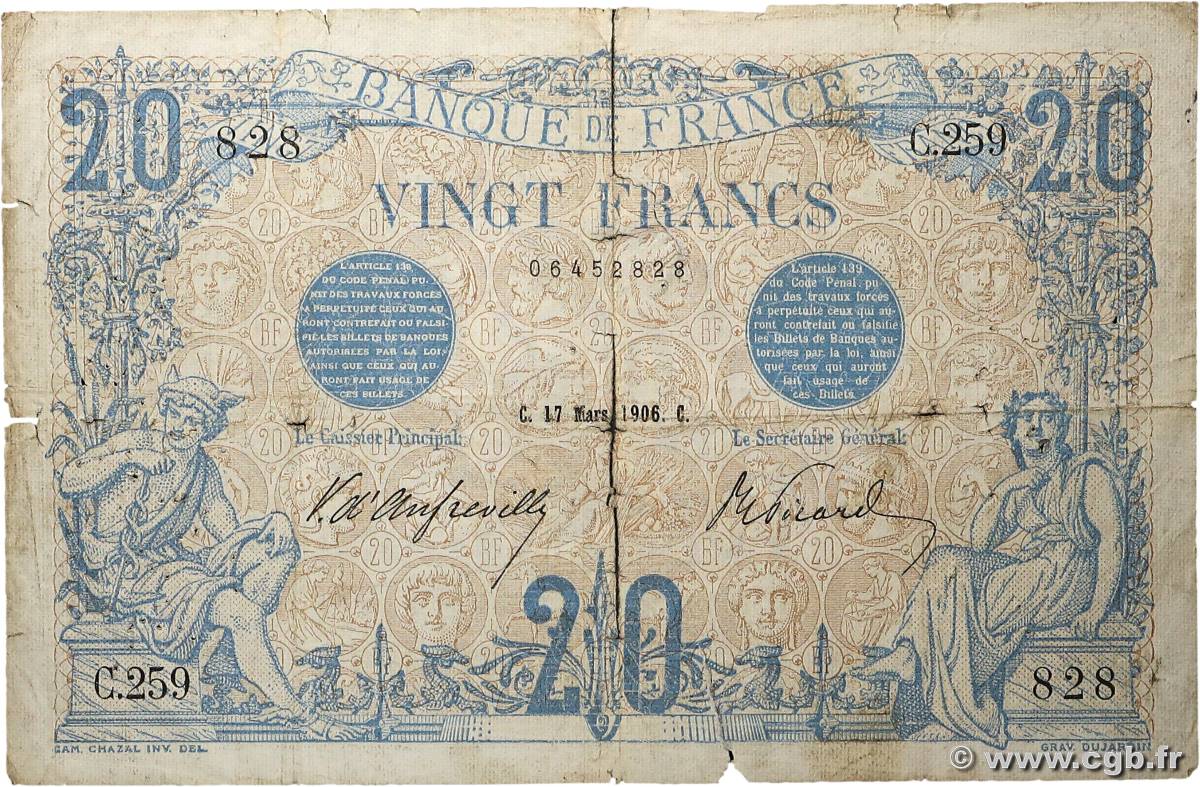 BANQUE DE FRANCE
20 20
828 C.259
VINGT FRANCS
06452828
L'ARTICLE 139
DU CODE PÉNAL PU-
NIT DES TRAVAUX FORCÉS
A PERPÉTUITÉ CEUX QUI AU-
RONT CONTREFAIT OU FALSI-
FIÉ LES BILLETS DE BANQUES
AUTORISÉES PAR LA LOI,
AINSI QUE CEUX QUI AU-
RONT FAIT USAGE DE
CES BILLETS.
L'article 139
du Code Pénal pu-
nit des travaux forcés
à perpétuité ceux qui au-
ront contrefait ou falsifié
les Billets de Banques au-
torisées par la loi, ainsi
que ceux qui auront
fait usage de
ces Billets.
C. 17 Mars 1906. C.
Le Caissier Principal, Le Secrétaire Général,
V. d'Anfreville Picard
20
C.259 828
GAM. CHAZAL INV. DEL. GRAV. DUJARDIN
© www.cgb.fr